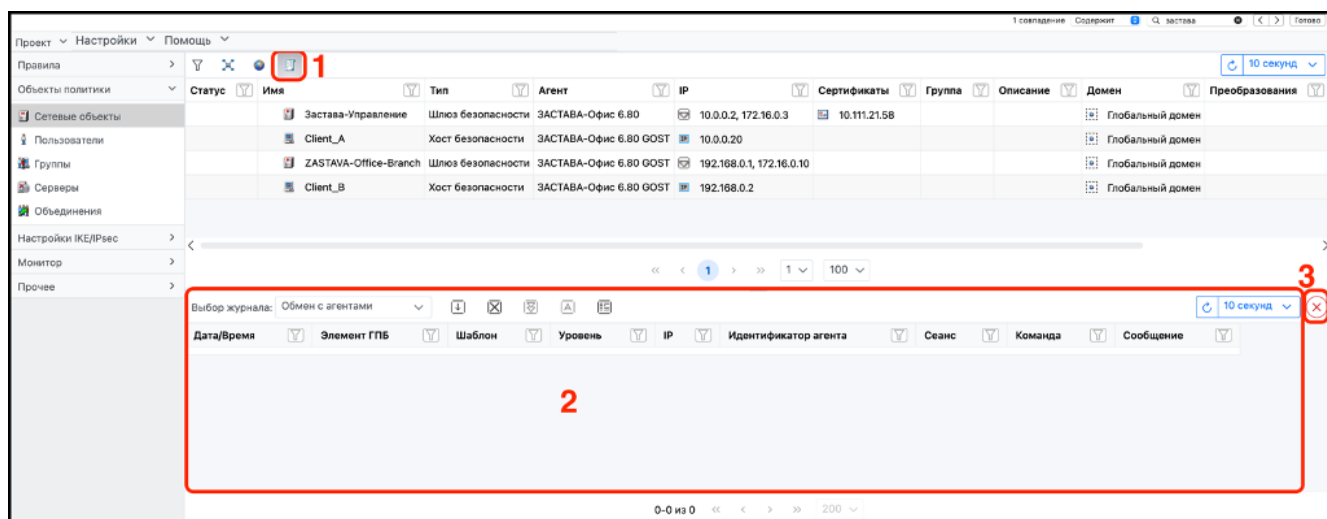 1 совпадение Содержит застава Готово
Проект Настройки Помощь
Правила
10 секунд
1
Объекты политики
Статус Имя Тип Агент IP Сертификаты Группа Описание Домен Преобразования
Сетевые объекты
Застава-Управление Шлюз безопасности ЗАСТАВА-Офис 6.80 10.0.0.2, 172.16.0.3 10.111.21.58 Глобальный домен
Пользователи
Client_A Хост безопасности ЗАСТАВА-Офис 6.80 GOST IP 10.0.0.20 Глобальный домен
Группы
ZASTAVA-Office-Branch Шлюз безопасности ЗАСТАВА-Офис 6.80 GOST 192.168.0.1, 172.16.0.10 Глобальный домен
Серверы
Client_B Хост безопасности ЗАСТАВА-Офис 6.80 GOST IP 192.168.0.2 Глобальный домен
Объединения
Настройки IKE/IPsec
Монитор
<< < 1 > >> 1 100
Прочее
3
Выбор журнала: Обмен с агентами 10 секунд
Дата/Время Элемент ГПБ Шаблон Уровень IP Идентификатор агента Сеанс Команда Сообщение
2
0-0 из 0 << < > >> 200